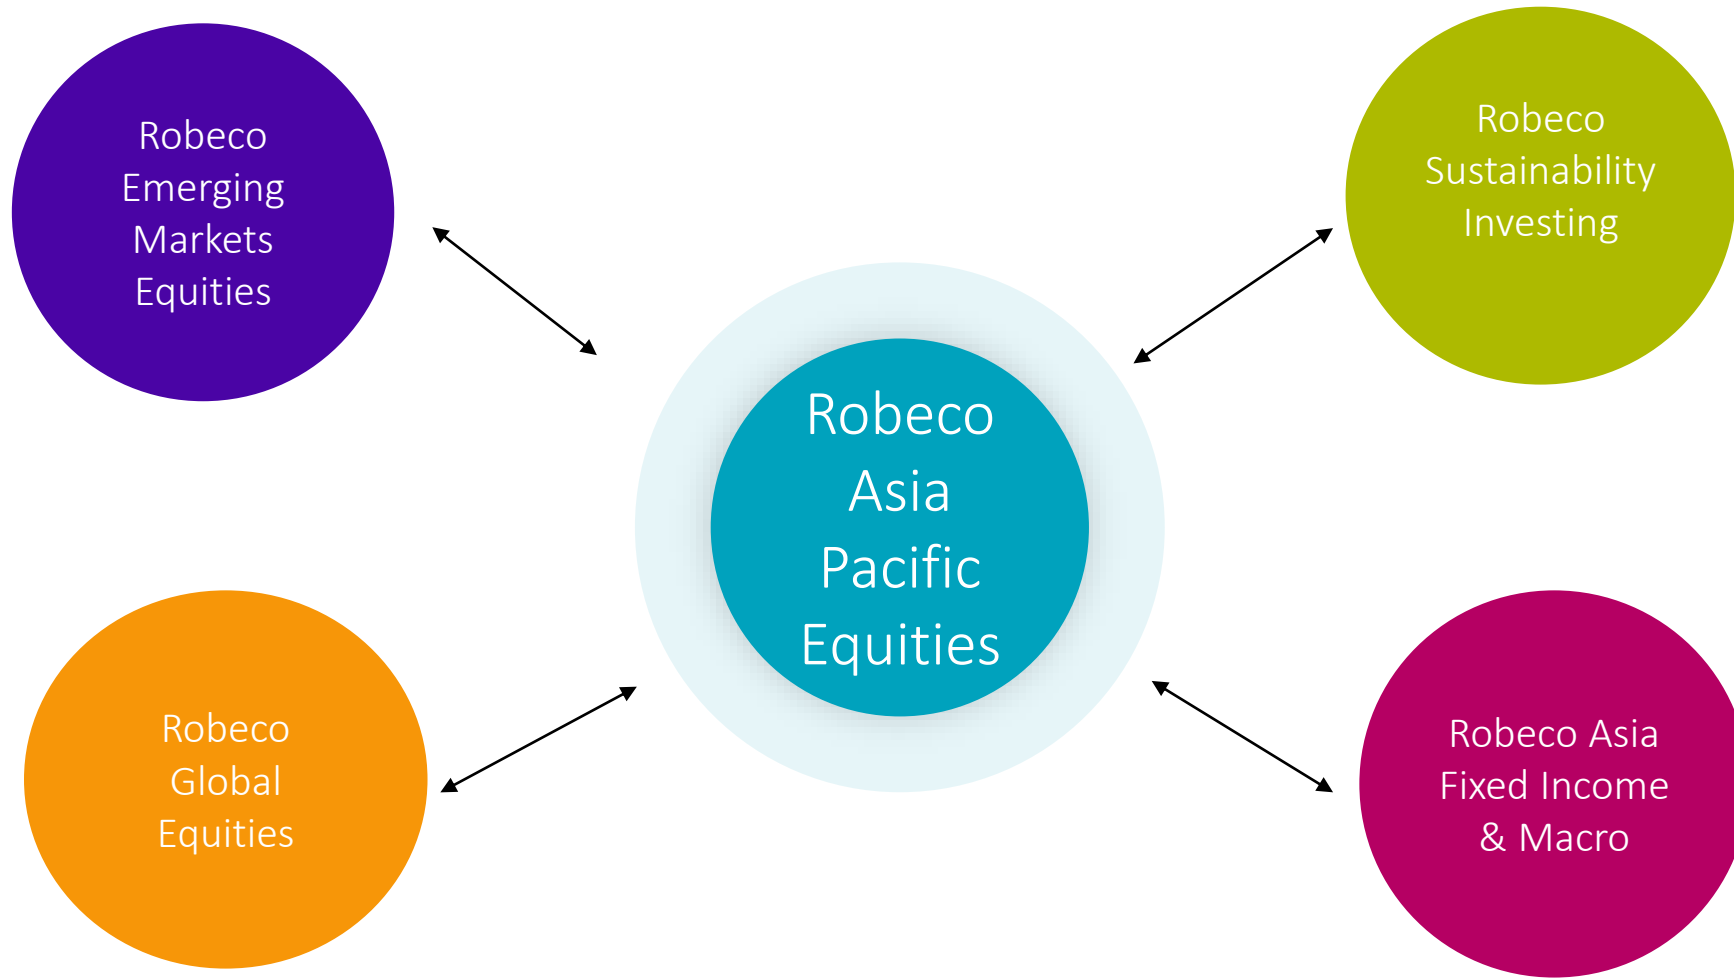 Robeco
Emerging
Markets
Equities
Robeco
Sustainability
Investing
Robeco
Asia
Pacific
Equities
Robeco
Global
Equities
Robeco Asia
Fixed Income
& Macro